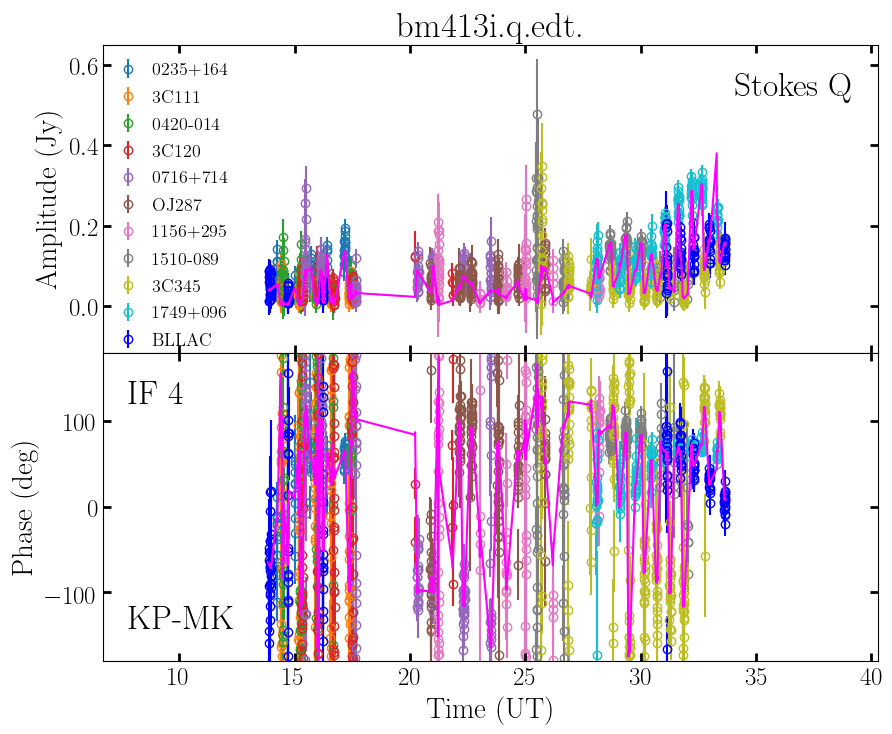 bm413i.q.edt.
Stokes Q
Amplitude (Jy)
0.6
0.4
0.2
0.0
0235+164
3C111
0420-014
3C120
0716+714
OJ287
1156+295
1510-089
3C345
1749+096
BLLAC
IF 4
KP-MK
Phase (deg)
100
0
−100
10 15 20 25 30 35 40
Time (UT)